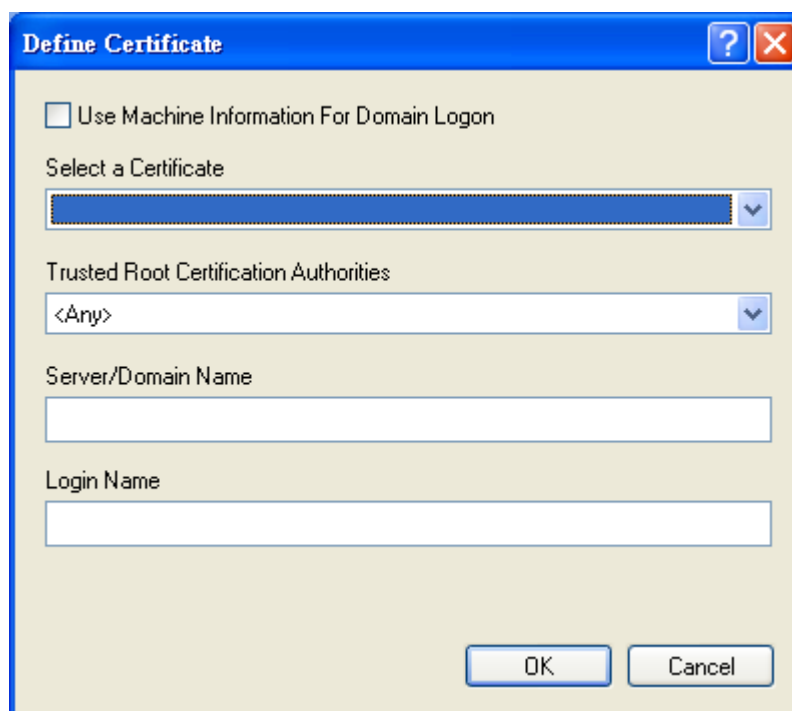 Define Certificate
?
Use Machine Information For Domain Logon
Select a Certificate
Trusted Root Certification Authorities
<Any>
Server/Domain Name
Login Name
OK
Cancel